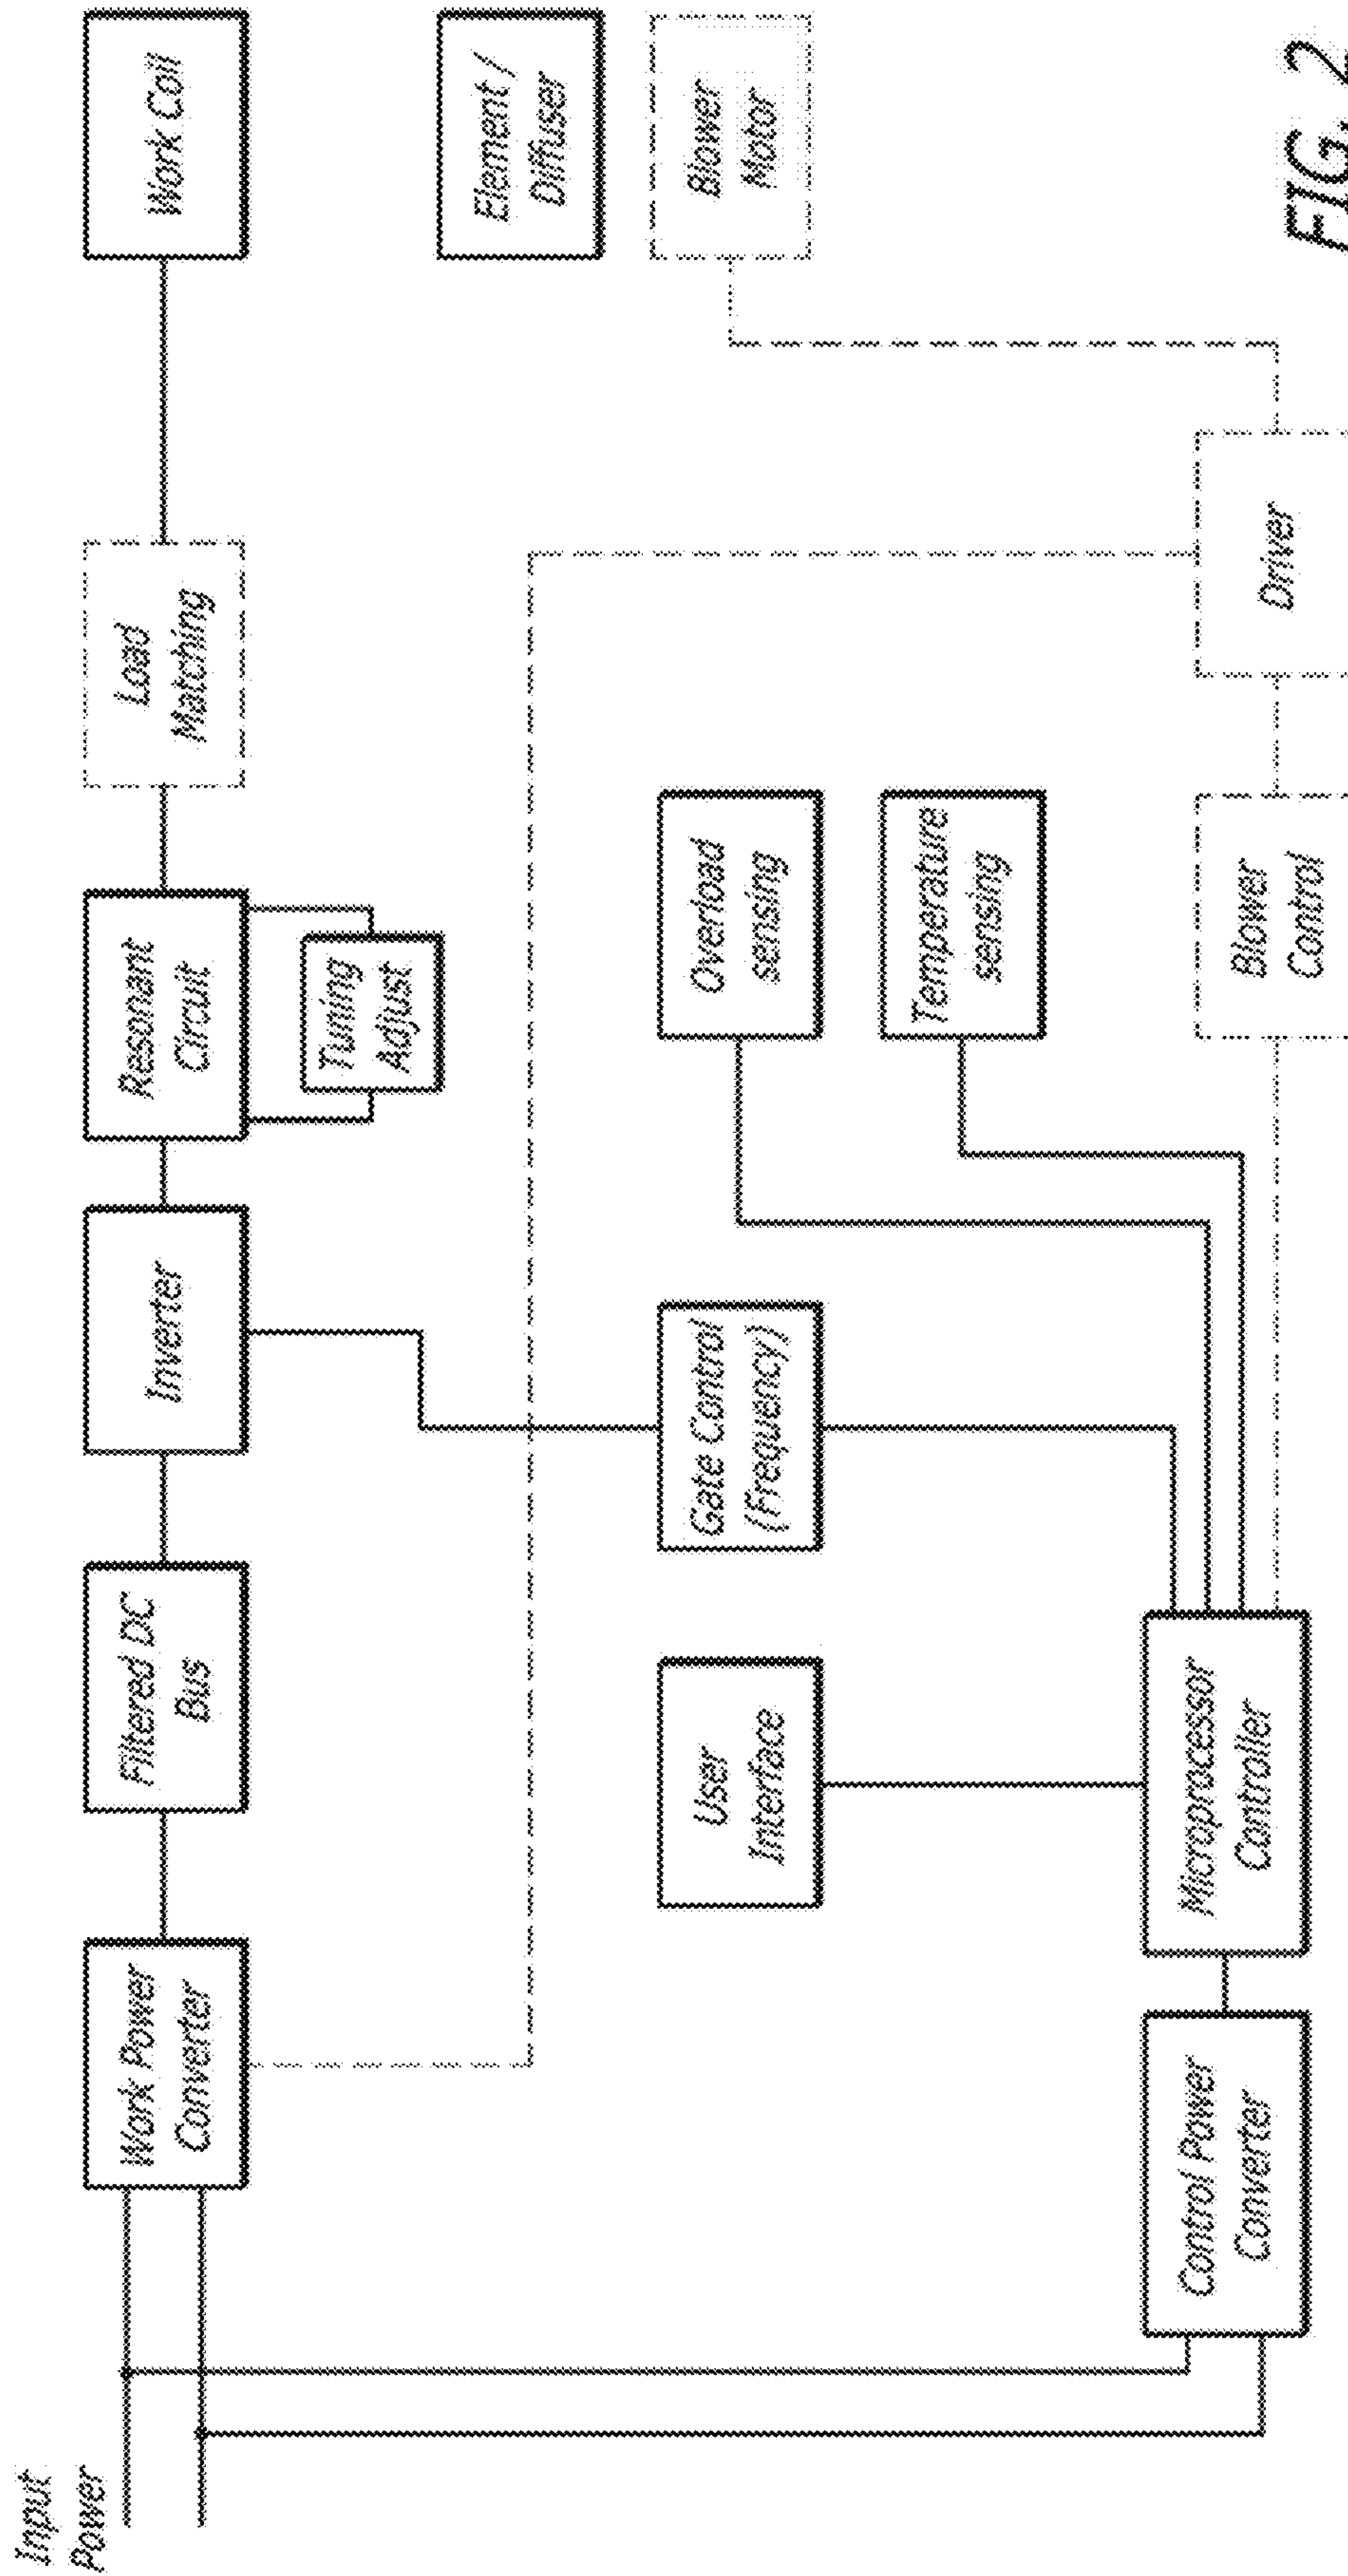 Input
Power
Work Power
Converter
Filtered DC
Bus
Inverter
Resonant
Circuit
Tuning
Adjust
Load
Matching
Work Coil
Element /
Diffuser
Blower
Motor
User
Interface
Gate Control
(Frequency)
Overload
sensing
Temperature
sensing
Control Power
Converter
Microprocessor
Controller
Blower
Control
Driver
FIG. 2